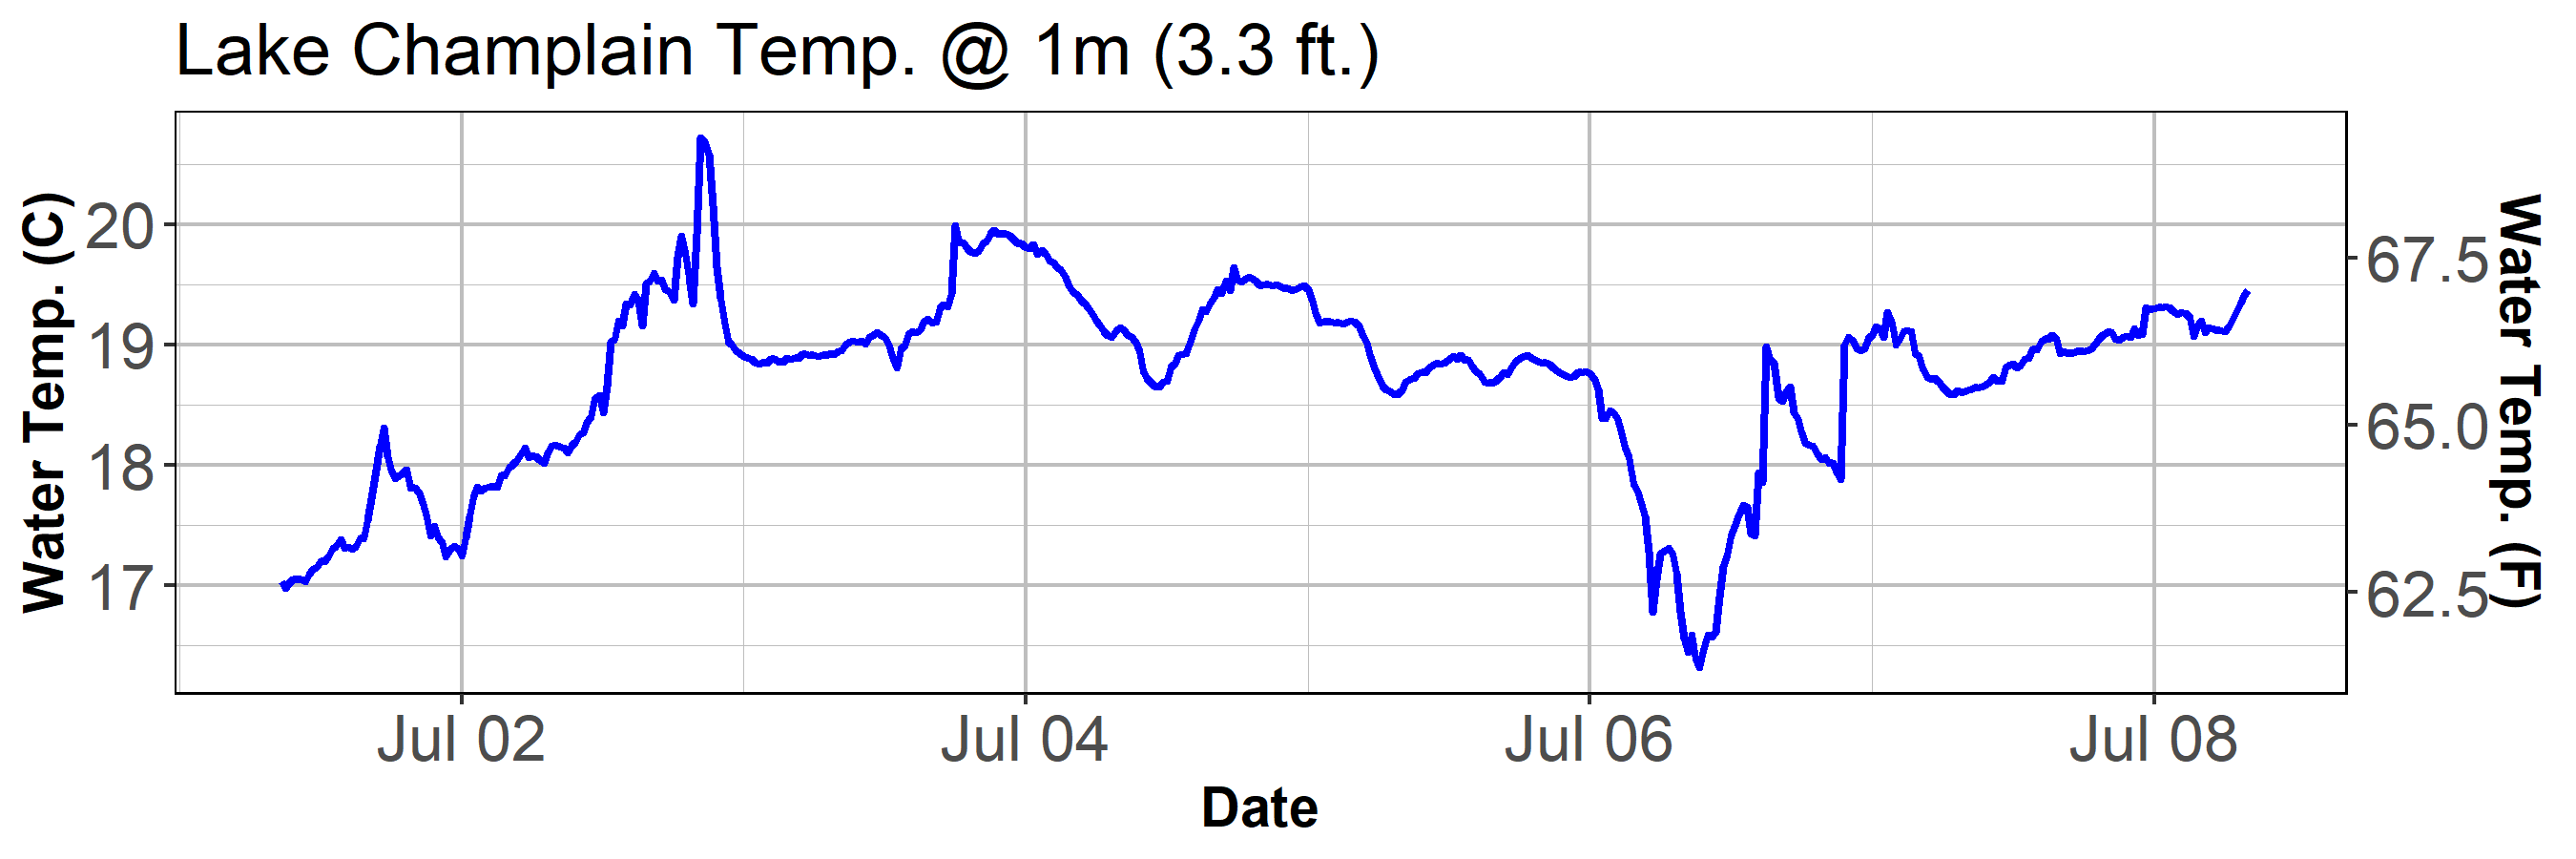 Lake Champlain Temp. @ 1m (3.3 ft.)
Water Temp. (C)
20
19
18
17
67.5
65.0
62.5
Water Temp. (F)
Jul 02 Jul 04 Jul 06 Jul 08
Date